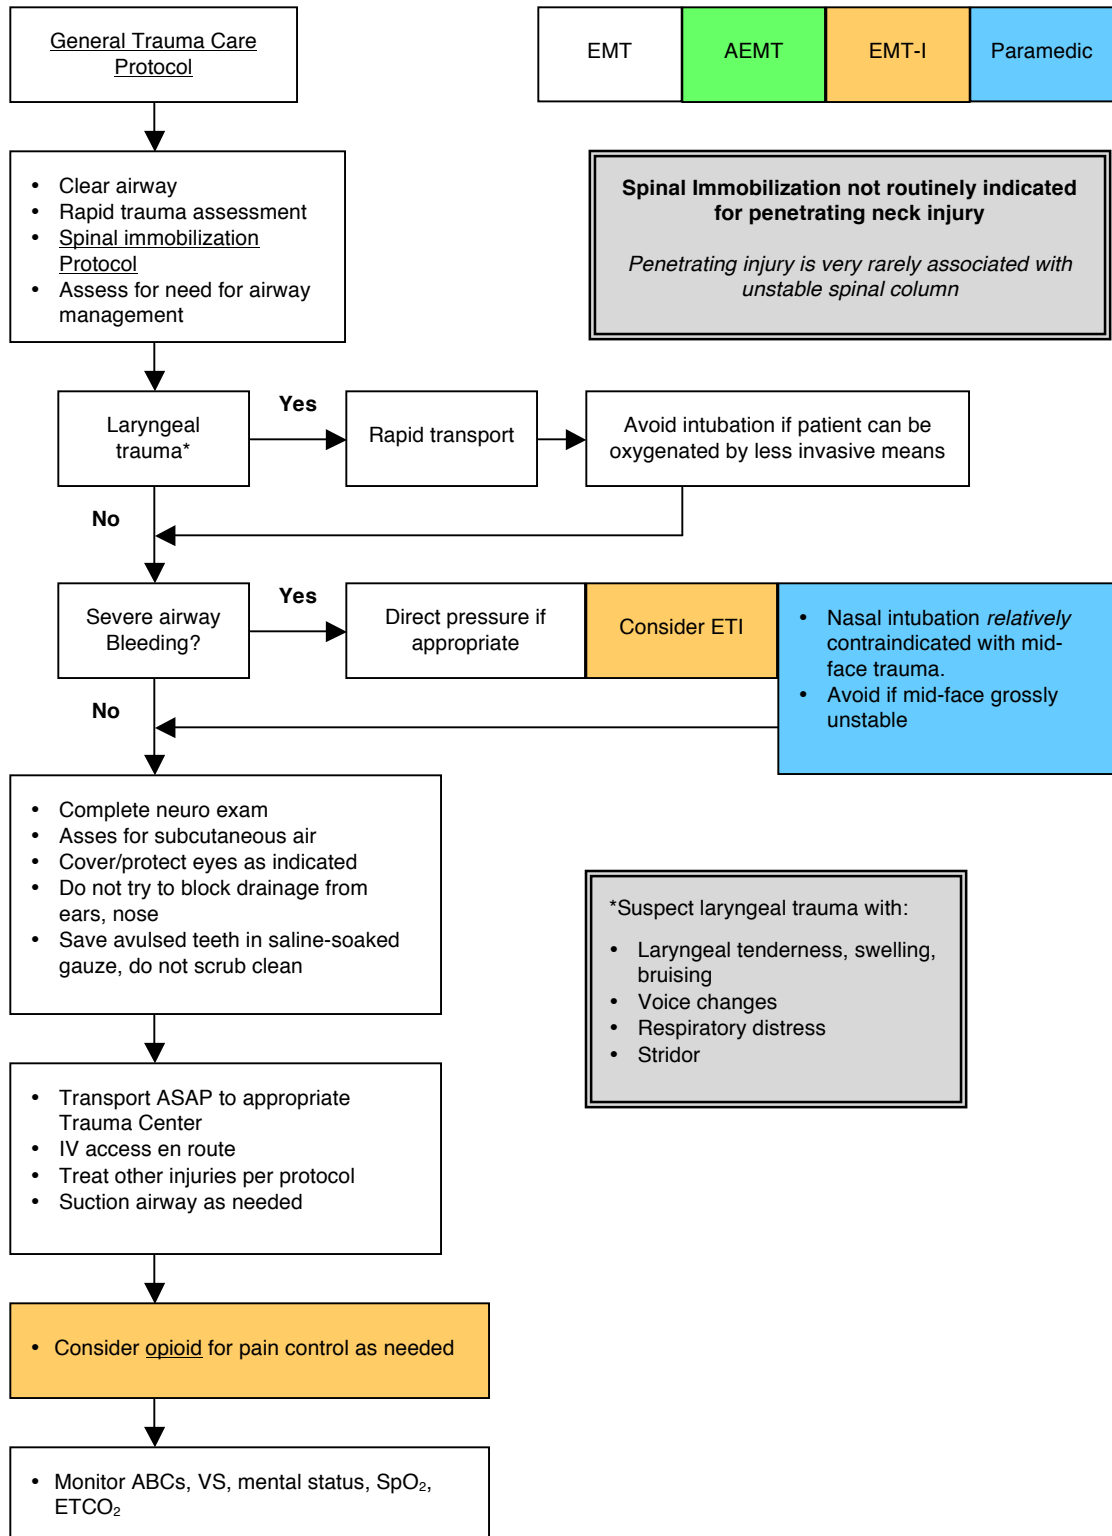 General Trauma Care
Protocol
EMT
AEMT
EMT-I
Paramedic
• Clear airway
• Rapid trauma assessment
• Spinal immobilization
Protocol
• Assess for need for airway
management
Spinal Immobilization not routinely indicated
for penetrating neck injury
Penetrating injury is very rarely associated with
unstable spinal column
Laryngeal
trauma*
Yes
Rapid transport
Avoid intubation if patient can be
oxygenated by less invasive means
No
Severe airway
Bleeding?
Yes
Direct pressure if
appropriate
Consider ETI
• Nasal intubation relatively
contraindicated with mid-
face trauma.
• Avoid if mid-face grossly
unstable
No
• Complete neuro exam
• Asses for subcutaneous air
• Cover/protect eyes as indicated
• Do not try to block drainage from
ears, nose
• Save avulsed teeth in saline-soaked
gauze, do not scrub clean
*Suspect laryngeal trauma with:
• Laryngeal tenderness, swelling,
bruising
• Voice changes
• Respiratory distress
• Stridor
• Transport ASAP to appropriate
Trauma Center
• IV access en route
• Treat other injuries per protocol
• Suction airway as needed
• Consider opioid for pain control as needed
• Monitor ABCs, VS, mental status, SpO₂,
ETCO₂